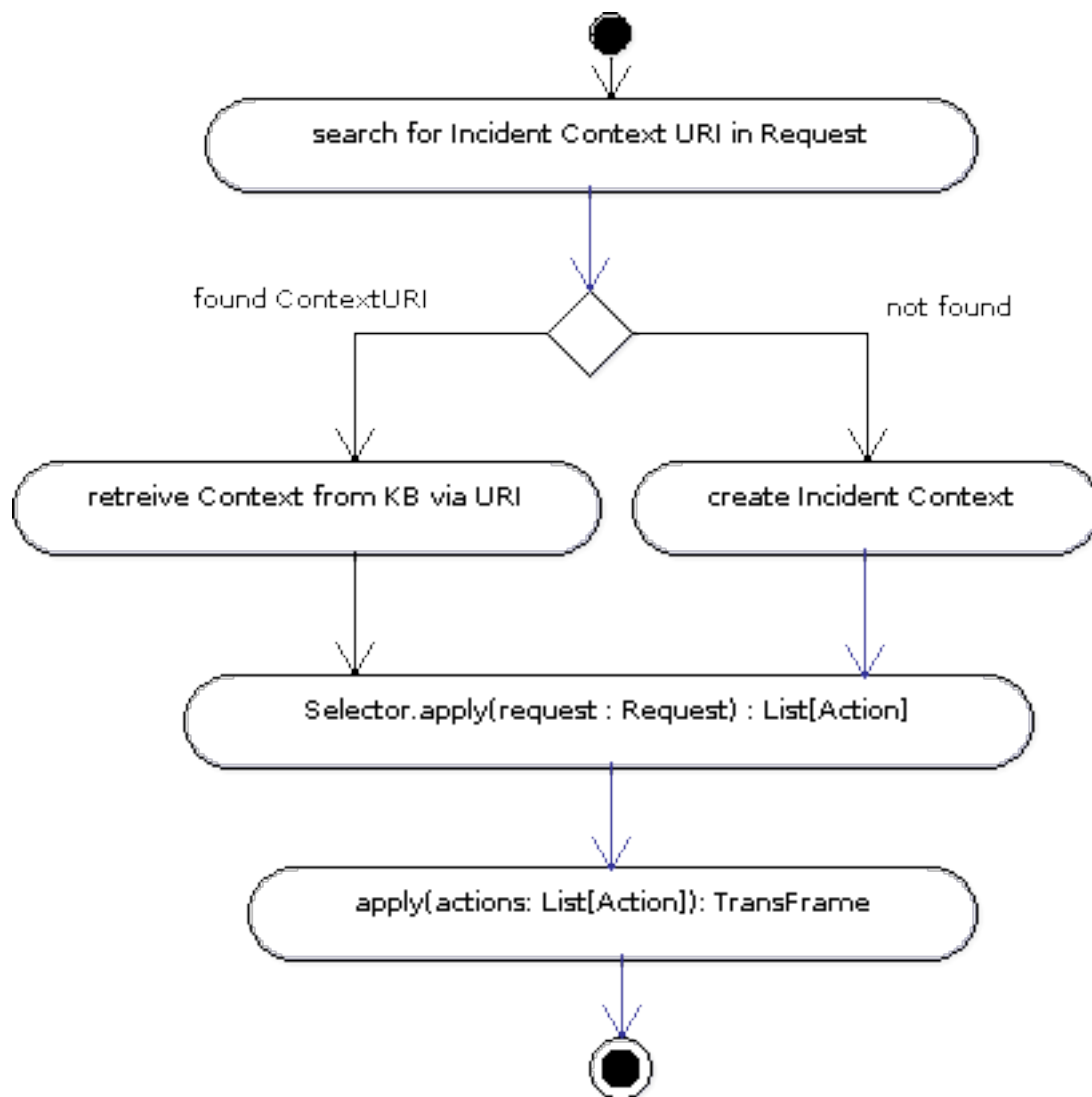 search for Incident Context URI in Request
found ContextURI
not found
retreive Context from KB via URI
create Incident Context
Selector.apply(request : Request) : List[Action]
apply(actions: List[Action]): TransFrame